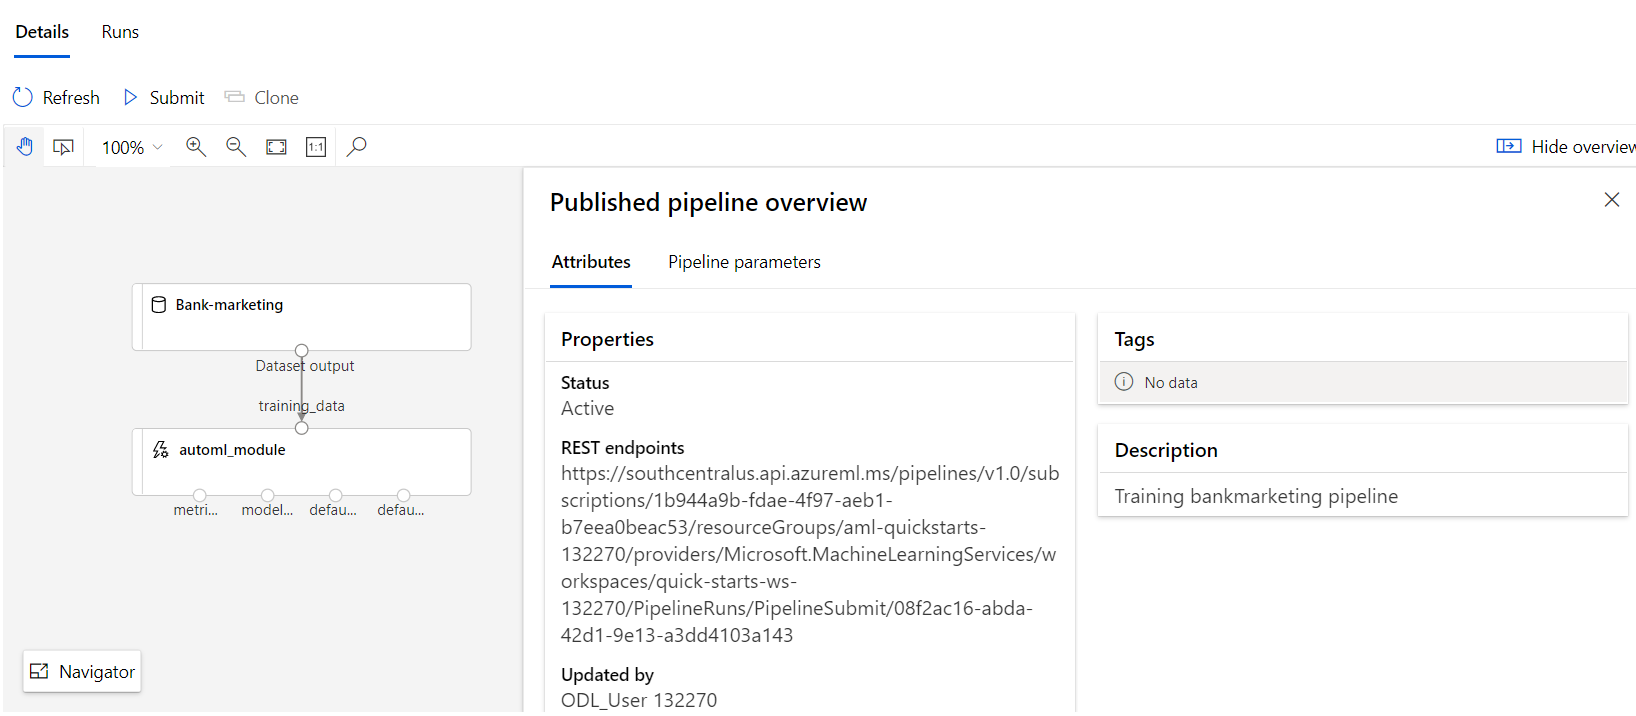 Details Runs
Refresh Submit Clone
100% 1:1 Hide overview
Published pipeline overview
Attributes Pipeline parameters
Bank-marketing
Dataset output
training_data
automl_module
metri... model... defau... defau...
Navigator
Properties
Status
Active
REST endpoints
https://southcentralus.api.azureml.ms/pipelines/v1.0/sub
scriptions/1b944a9b-fdae-4f97-aeb1-
b7eea0beac53/resourceGroups/aml-quickstarts-
132270/providers/Microsoft.MachineLearningServices/w
orkspaces/quick-starts-ws-
132270/PipelineRuns/PipelineSubmit/08f2ac16-abda-
42d1-9e13-a3dd4103a143
Updated by
ODL_User 132270
Tags
No data
Description
Training bankmarketing pipeline